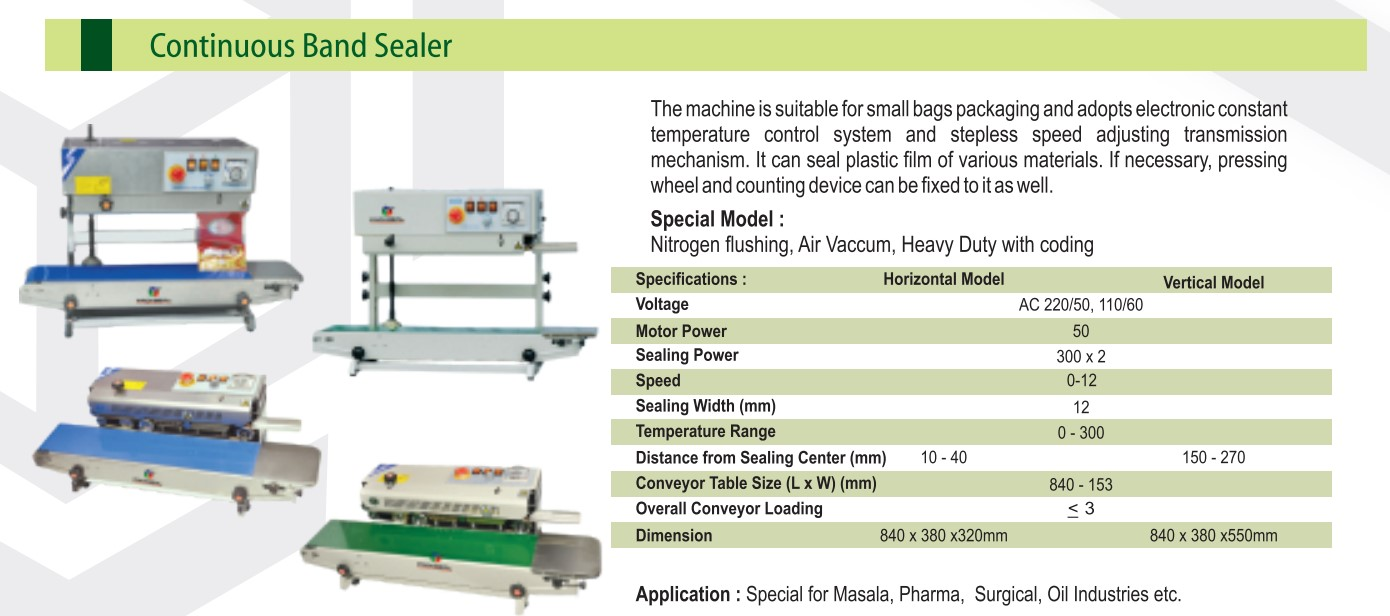 Continuous Band Sealer
The machine is suitable for small bags packaging and adopts electronic constant
temperature control system and stepless speed adjusting transmission
mechanism. It can seal plastic film of various materials. If necessary, pressing
wheel and counting device can be fixed to it as well.
Special Model :
Nitrogen flushing, Air Vaccum, Heavy Duty with coding
Specifications : Horizontal Model Vertical Model
Voltage AC 220/50, 110/60
Motor Power 50
Sealing Power 300 x 2
Speed 0-12
Sealing Width (mm) 12
Temperature Range 0 - 300
Distance from Sealing Center (mm) 10 - 40 150 - 270
Conveyor Table Size (L x W) (mm) 840 - 153
Overall Conveyor Loading ≤ 3
Dimension 840 x 380 x320mm 840 x 380 x550mm
Application : Special for Masala, Pharma, Surgical, Oil Industries etc.